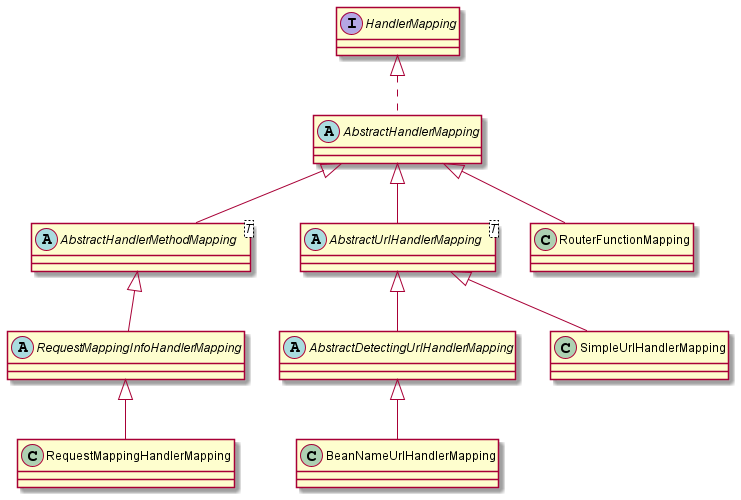 I HandlerMapping
A AbstractHandlerMapping
A AbstractHandlerMethodMapping T
A AbstractUrlHandlerMapping T
C RouterFunctionMapping
A RequestMappingInfoHandlerMapping
A AbstractDetectingUrlHandlerMapping
C SimpleUrlHandlerMapping
C RequestMappingHandlerMapping
C BeanNameUrlHandlerMapping